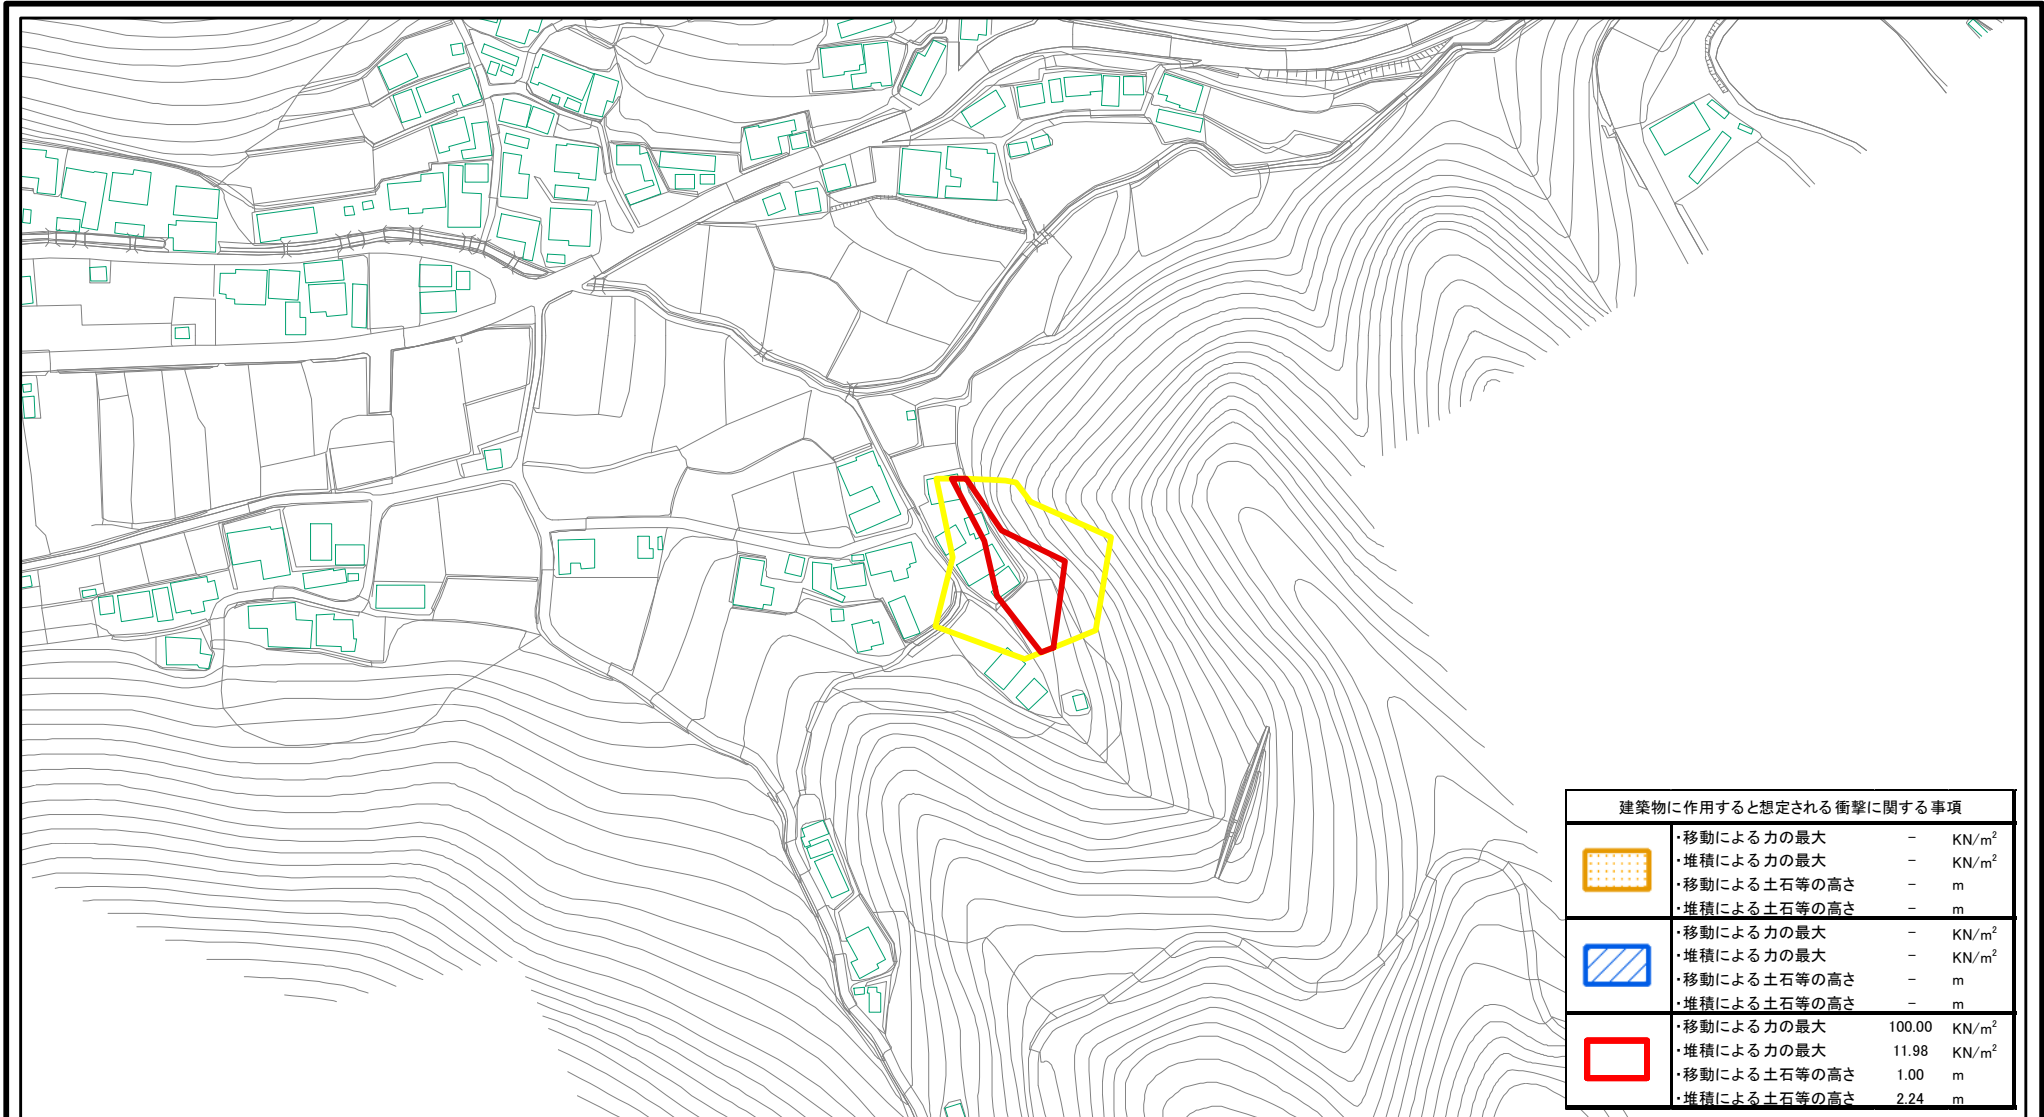 建築物に作用すると想定される衝撃に関する事項
・移動による力の最大 － KN/m²
・堆積による力の最大 － KN/m²
・移動による土石等の高さ － m
・堆積による土石等の高さ － m
・移動による力の最大 － KN/m²
・堆積による力の最大 － KN/m²
・移動による土石等の高さ － m
・堆積による土石等の高さ － m
・移動による力の最大 100.00 KN/m²
・堆積による力の最大 11.98 KN/m²
・移動による土石等の高さ 1.00 m
・堆積による土石等の高さ 2.24 m